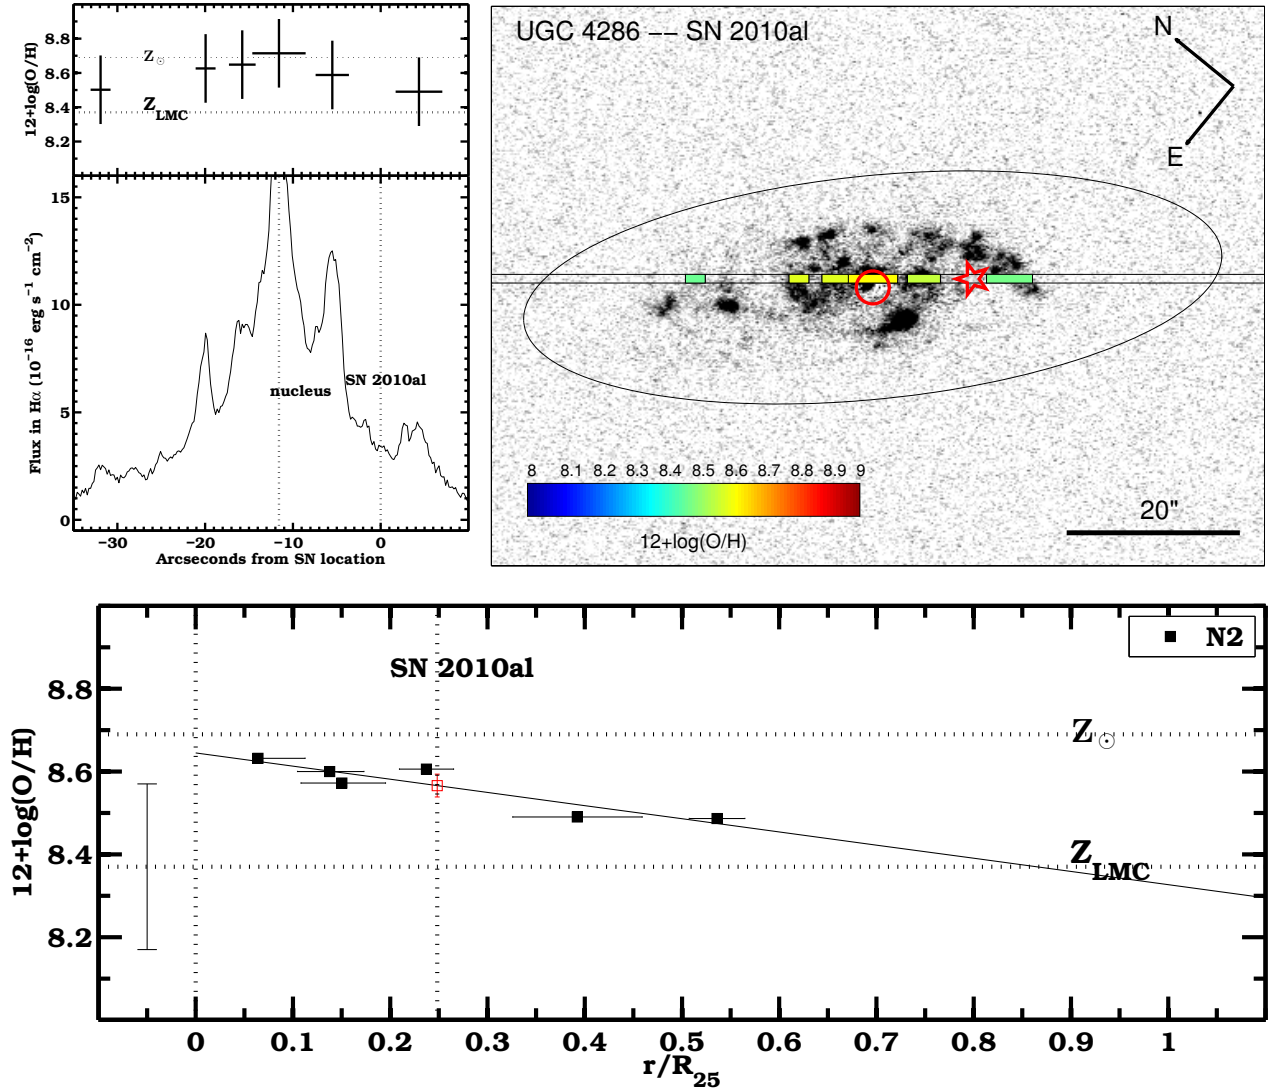 8.8
8.6
8.4
8.2
12+log(O/H)
Z⊙
ZLMC
15
10
5
0
Flux in Hα (10−16 erg s−1 cm−2)
nucleus
SN 2010al
−30 −20 −10 0
Arcseconds from SN location
UGC 4286 −− SN 2010al
N
E
8 8.1 8.2 8.3 8.4 8.5 8.6 8.7 8.8 8.9 9
12+log(O/H)
20"
SN 2010al
N2
8.8
8.6
8.4
8.2
12+log(O/H)
Z⊙
ZLMC
0 0.1 0.2 0.3 0.4 0.5 0.6 0.7 0.8 0.9 1
r/R25